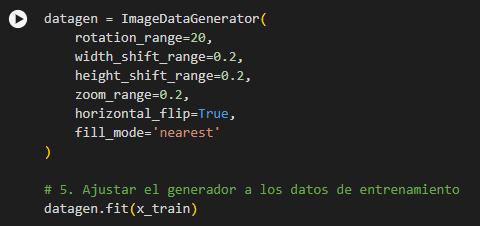 datagen = ImageDataGenerator(
    rotation_range=20,
    width_shift_range=0.2,
    height_shift_range=0.2,
    zoom_range=0.2,
    horizontal_flip=True,
    fill_mode='nearest'
)

# 5. Ajustar el generador a los datos de entrenamiento
datagen.fit(x_train)